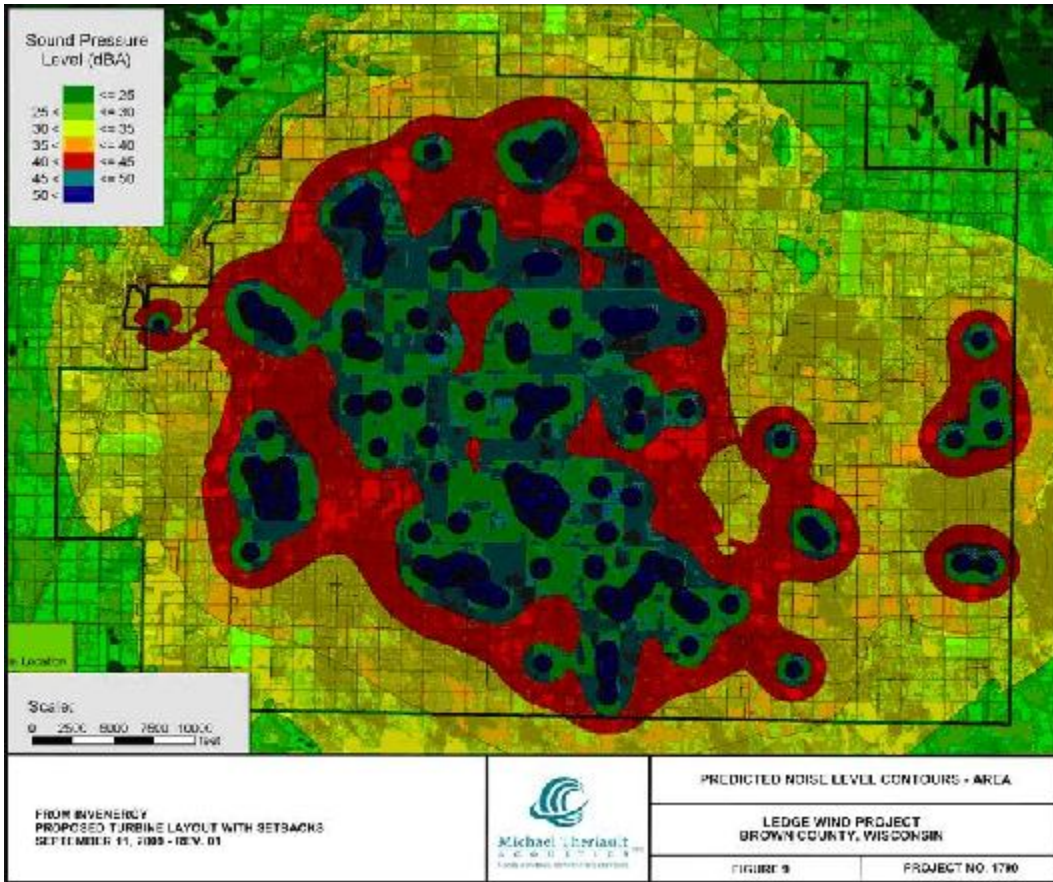 Sound Pressure
Level (dBA)
<= 25
25 < <= 30
30 < <= 35
35 < <= 40
40 < <= 45
45 < <= 50
50 <
N
Location
Scale:
0 2500 5000 7500 10000
feet
FROM INVENERGY
PROPOSED TURBINE LAYOUT WITH SETBACKS
SEPTEMBER 11, 2009 - REV. 01
Michael Theriault
ACOUSTICS
PREDICTED NOISE LEVEL CONTOURS - AREA
LEDGE WIND PROJECT
BROWN COUNTY, WISCONSIN
FIGURE 9
PROJECT NO. 1790